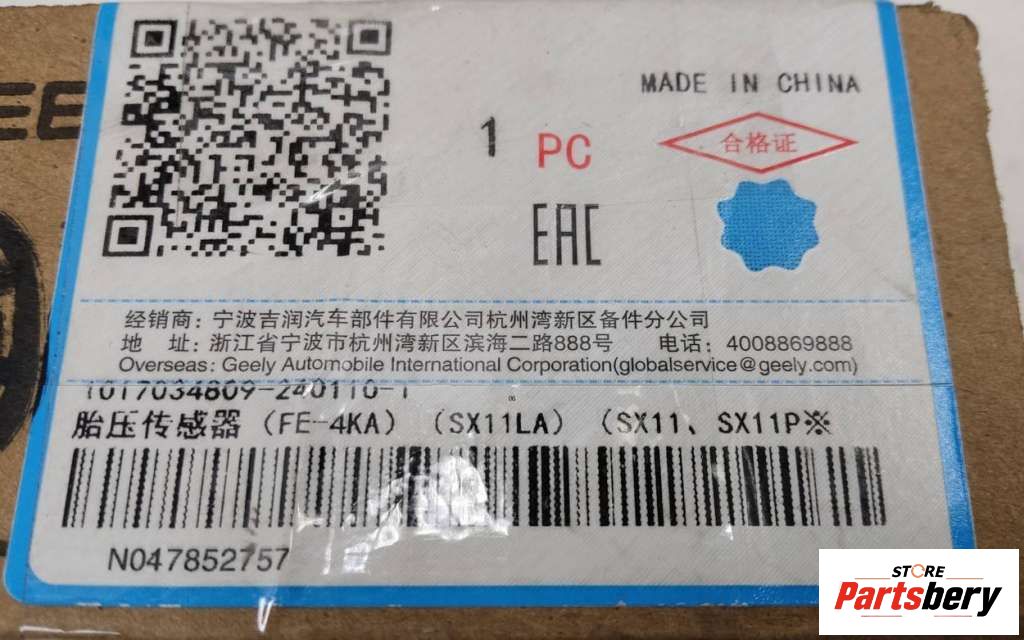 MADE IN CHINA
1 PC
合格证
EAC
经销商：宁波吉润汽车部件有限公司杭州湾新区备件分公司
地 址：浙江省宁波市杭州湾新区滨海二路888号 电话：4008869888
Overseas: Geely Automobile International Corporation(globalservice@geely.com)
1017034809-240110-1
胎压传感器（FE-4KA）（SX11LA）（SX11、SX11P※
N047852757
STORE
Partsbery